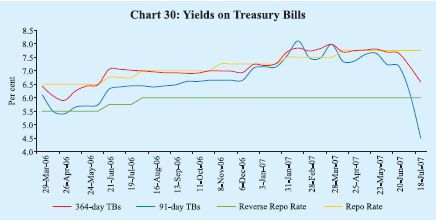 Chart 30: Yields on Treasury Bills
Per cent
8.5
8.0
7.5
7.0
6.5
6.0
5.5
5.0
4.5
4.0
29-Mar-06
26-Apr-06
24-May-06
21-Jun-06
19-Jul-06
16-Aug-06
13-Sep-06
11-Oct-06
8-Nov-06
6-Dec-06
3-Jan-07
31-Jan-07
28-Feb-07
28-Mar-07
25-Apr-07
23-May-07
20-Jun-07
18-Jul-07
364-day TBs
91-day TBs
Reverse Repo Rate
Repo Rate